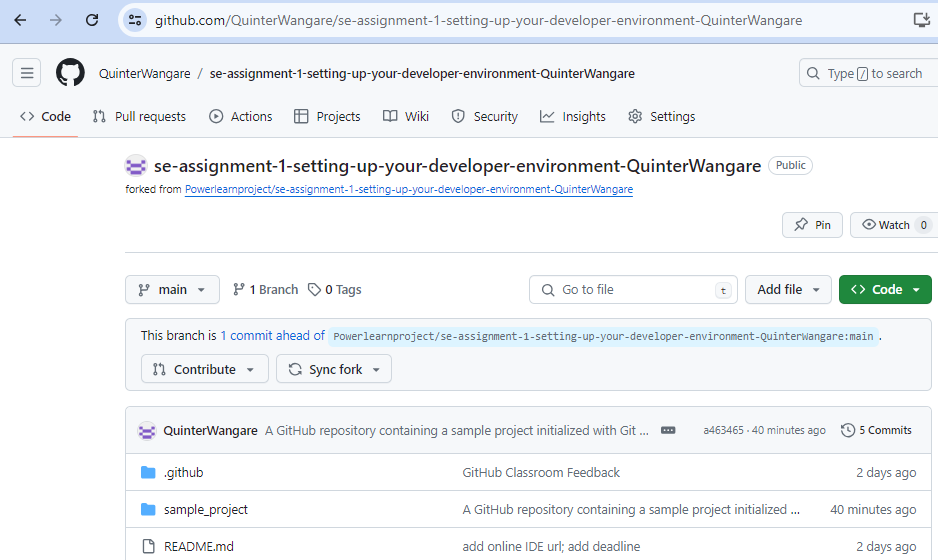 github.com/QuinterWangare/se-assignment-1-setting-up-your-developer-environment-QuinterWangare
QuinterWangare / se-assignment-1-setting-up-your-developer-environment-QuinterWangare
Type / to search
Code Pull requests Actions Projects Wiki Security Insights Settings
se-assignment-1-setting-up-your-developer-environment-QuinterWangare Public
forked from Powerlearnproject/se-assignment-1-setting-up-your-developer-environment-QuinterWangare
Pin Watch 0
main 1 Branch 0 Tags Go to file t Add file Code
This branch is 1 commit ahead of Powerlearnproject/se-assignment-1-setting-up-your-developer-environment-QuinterWangare:main .
Contribute Sync fork
QuinterWangare A GitHub repository containing a sample project initialized with Git ... a463465 · 40 minutes ago 5 Commits
.github GitHub Classroom Feedback 2 days ago
sample_project A GitHub repository containing a sample project initialized ... 40 minutes ago
README.md add online IDE url; add deadline 2 days ago